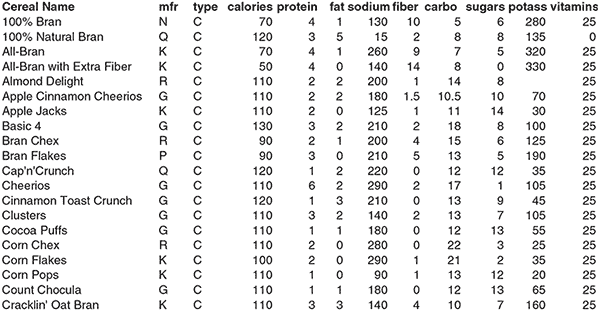 Cereal Name mfr type calories protein fat sodium fiber carbo sugars potass vitamins
100% Bran N C 70 4 1 130 10 5 6 280 25
100% Natural Bran Q C 120 3 5 15 2 8 8 135 0
All-Bran K C 70 4 1 260 9 7 5 320 25
All-Bran with Extra Fiber K C 50 4 0 140 14 8 0 330 25
Almond Delight R C 110 2 2 200 1 14 8 25
Apple Cinnamon Cheerios G C 110 2 2 180 1.5 10.5 10 70 25
Apple Jacks K C 110 2 0 125 1 11 14 30 25
Basic 4 G C 130 3 2 210 2 18 8 100 25
Bran Chex R C 90 2 1 200 4 15 6 125 25
Bran Flakes P C 90 3 0 210 5 13 5 190 25
Cap'n'Crunch Q C 120 1 2 220 0 12 12 35 25
Cheerios G C 110 6 2 290 2 17 1 105 25
Cinnamon Toast Crunch G C 120 1 3 210 0 13 9 45 25
Clusters G C 110 3 2 140 2 13 7 105 25
Cocoa Puffs G C 110 1 1 180 0 12 13 55 25
Corn Chex R C 110 2 0 280 0 22 3 25 25
Corn Flakes K C 100 2 0 290 1 21 2 35 25
Corn Pops K C 110 1 0 90 1 13 12 20 25
Count Chocula G C 110 1 1 180 0 12 13 65 25
Cracklin' Oat Bran K C 110 3 3 140 4 10 7 160 25